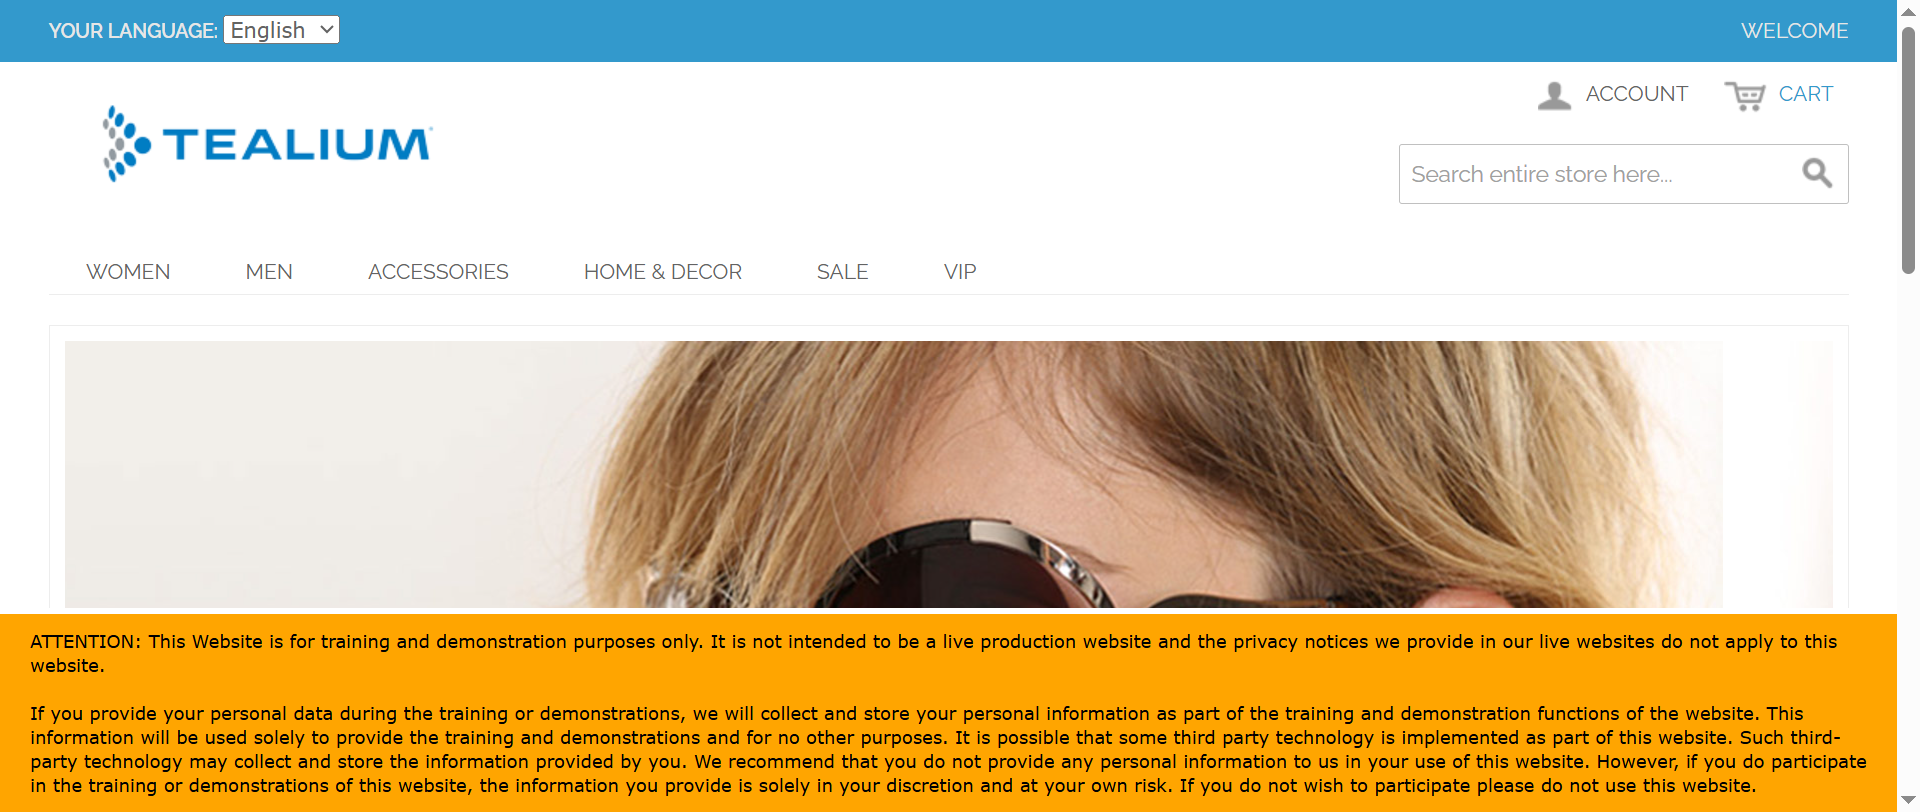 YOUR LANGUAGE: English
WELCOME
ACCOUNT
CART
TEALIUM
Search entire store here...
WOMEN
MEN
ACCESSORIES
HOME & DECOR
SALE
VIP
ATTENTION: This Website is for training and demonstration purposes only. It is not intended to be a live production website and the privacy notices we provide in our live websites do not apply to this
website.
If you provide your personal data during the training or demonstrations, we will collect and store your personal information as part of the training and demonstration functions of the website. This
information will be used solely to provide the training and demonstrations and for no other purposes. It is possible that some third party technology is implemented as part of this website. Such third-
party technology may collect and store the information provided by you. We recommend that you do not provide any personal information to us in your use of this website. However, if you do participate
in the training or demonstrations of this website, the information you provide is solely in your discretion and at your own risk. If you do not wish to participate please do not use this website.